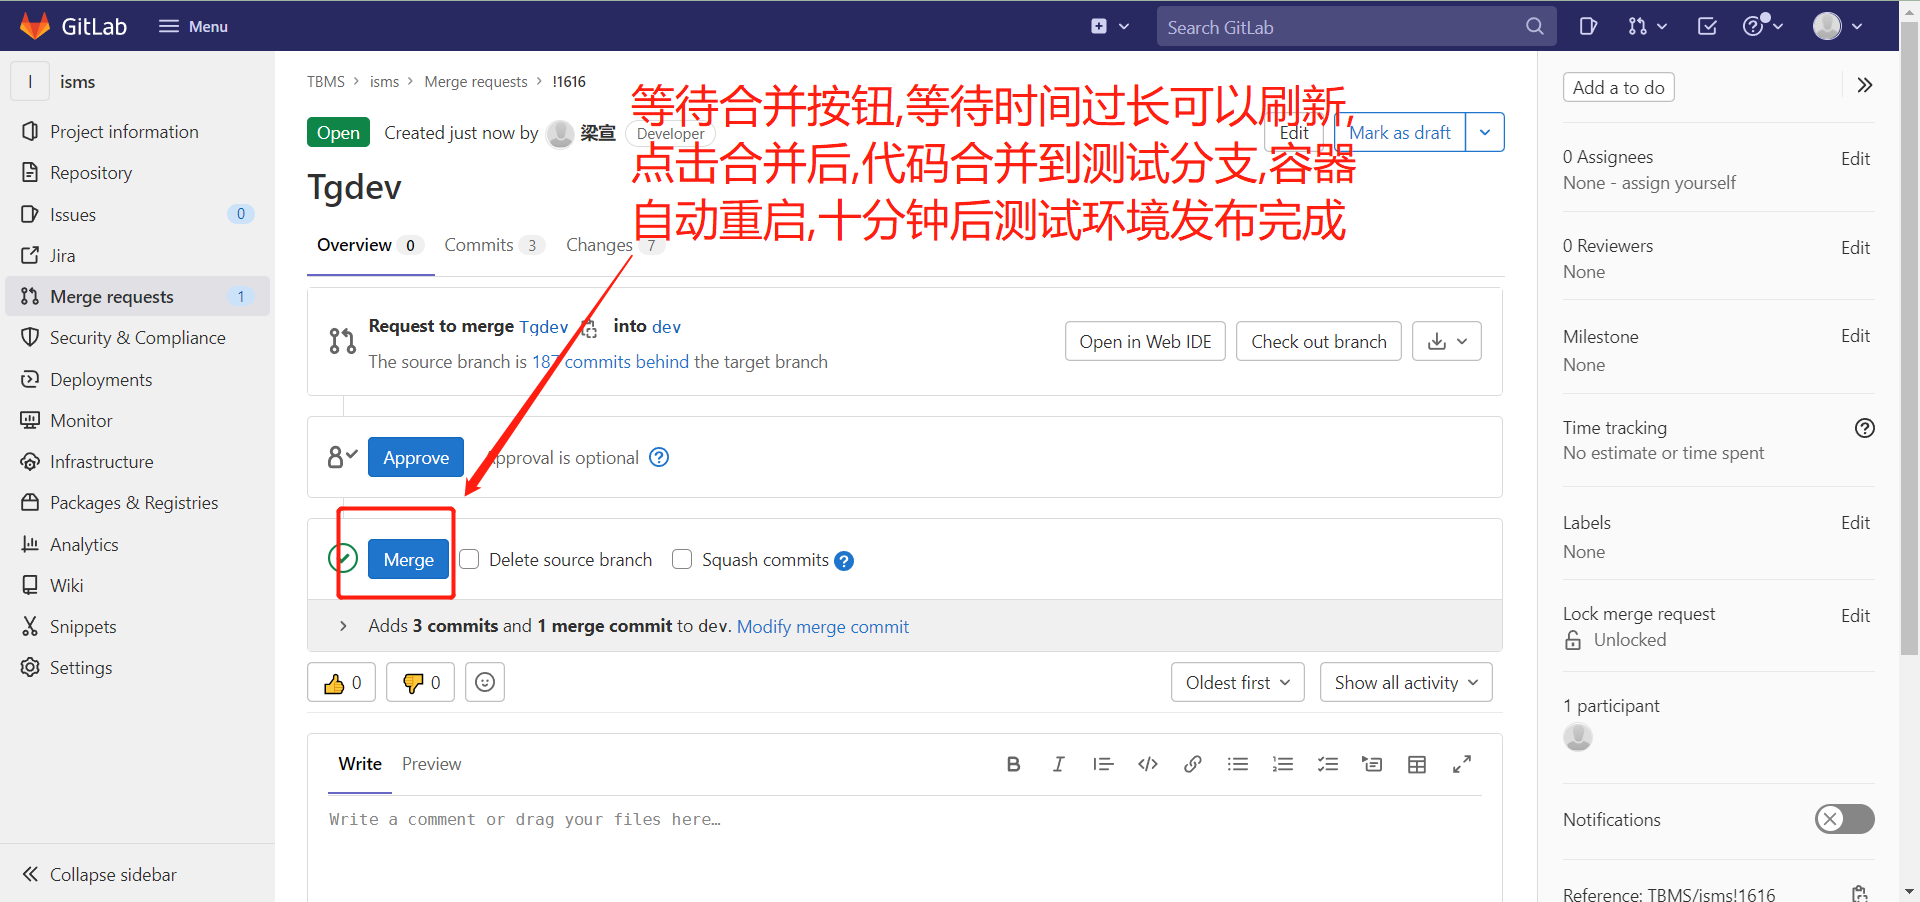 GitLab
Menu
Search GitLab
I isms
Project information
Repository
Issues 0
Jira
Merge requests 1
Security & Compliance
Deployments
Monitor
Infrastructure
Packages & Registries
Analytics
Wiki
Snippets
Settings
Collapse sidebar
TBMS > isms > Merge requests > !1616
等待合并按钮,等待时间过长可以刷新,
点击合并后,代码合并到测试分支,容器
自动重启,十分钟后测试环境发布完成
Open Created just now by 梁宣 Developer
Edit Mark as draft
Tgdev
Overview 0 Commits 3 Changes 7
Request to merge Tgdev into dev
The source branch is 187 commits behind the target branch
Open in Web IDE Check out branch
Approve Approval is optional
Merge Delete source branch Squash commits
Adds 3 commits and 1 merge commit to dev. Modify merge commit
0 0
Oldest first Show all activity
Write Preview
Write a comment or drag your files here…
Add a to do
0 Assignees Edit
None - assign yourself
0 Reviewers Edit
None
Milestone Edit
None
Time tracking
No estimate or time spent
Labels Edit
None
Lock merge request Edit
Unlocked
1 participant
Notifications
Reference: TBMS/isms!1616